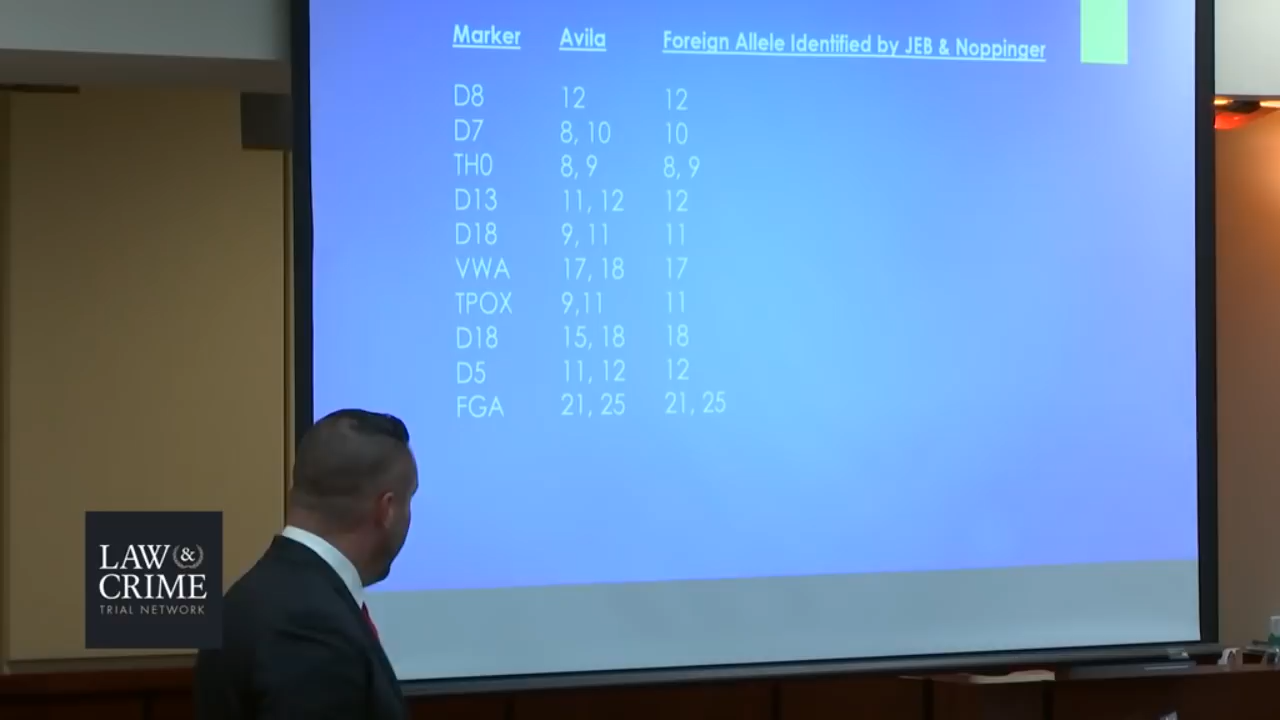 Marker Avila Foreign Allele Identified by JEB & Noppinger
D8 12 12
D7 8, 10 10
TH0 8, 9 8, 9
D13 11, 12 12
D18 9, 11 11
VWA 17, 18 17
TPOX 9,11 11
D18 15, 18 18
D5 11, 12 12
FGA 21, 25 21, 25
LAW &
CRIME
TRIAL NETWORK